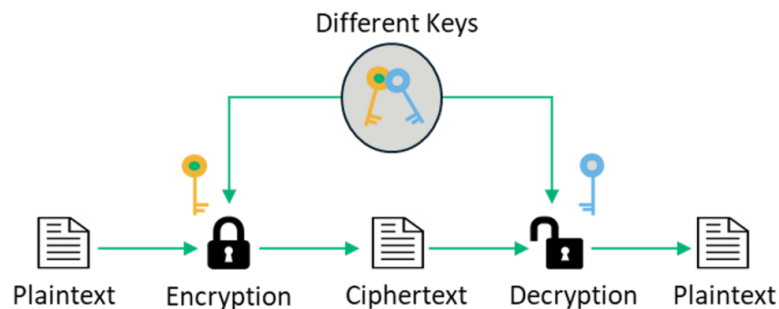 Different Keys
Plaintext
Encryption
Ciphertext
Decryption
Plaintext